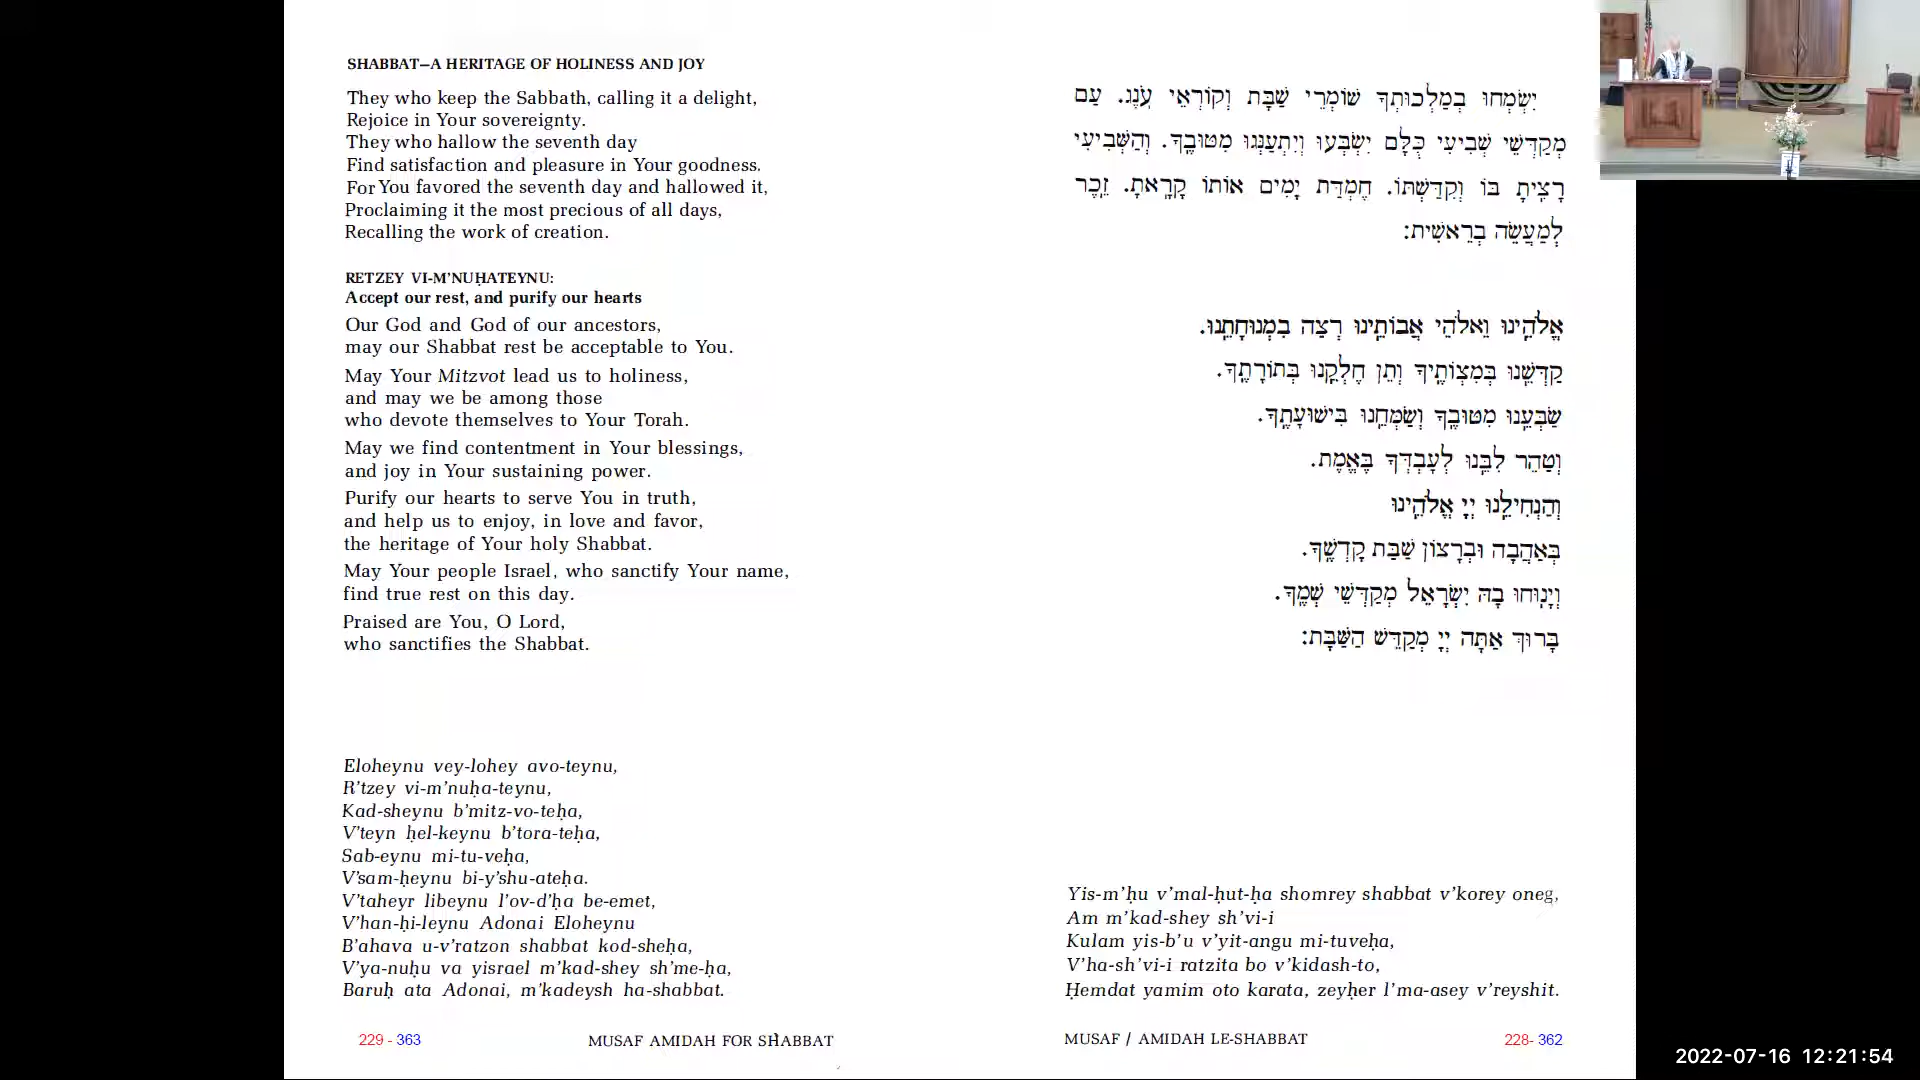 SHABBAT—A HERITAGE OF HOLINESS AND JOY
They who keep the Sabbath, calling it a delight,
Rejoice in Your sovereignty.
They who hallow the seventh day
Find satisfaction and pleasure in Your goodness.
For You favored the seventh day and hallowed it,
Proclaiming it the most precious of all days,
Recalling the work of creation.
RETZEY VI-M’NUḤATEYNU:
Accept our rest, and purify our hearts
Our God and God of our ancestors,
may our Shabbat rest be acceptable to You.
May Your Mitzvot lead us to holiness,
and may we be among those
who devote themselves to Your Torah.
May we find contentment in Your blessings,
and joy in Your sustaining power.
Purify our hearts to serve You in truth,
and help us to enjoy, in love and favor,
the heritage of Your holy Shabbat.
May Your people Israel, who sanctify Your name,
find true rest on this day.
Praised are You, O Lord,
who sanctifies the Shabbat.
Eloheynu vey-lohey avo-teynu,
R’tzey vi-m’nuḥa-teynu,
Kad-sheynu b’mitz-vo-teḥa,
V’teyn ḥel-keynu b’tora-teḥa,
Sab-eynu mi-tu-veḥa,
V’sam-ḥeynu bi-y’shu-ateḥa.
V’taheyr libeynu l’ov-d’ḥa be-emet,
V’han-ḥi-leynu Adonai Eloheynu
B’ahava u-v’ratzon shabbat kod-sheḥa,
V’ya-nuḥu va yisrael m’kad-shey sh’me-ḥa,
Baruḥ ata Adonai, m’kadeysh ha-shabbat.
229 - 363 MUSAF AMIDAH FOR SHABBAT
יִשְׂמְחוּ בְמַלְכוּתְךָ שׁוֹמְרֵי שַׁבָּת וְקוֹרְאֵי עֹֽנֶג. עַם
מְקַדְּשֵׁי שְׁבִיעִי כֻּלָּם יִשְׂבְּעוּ וְיִתְעַנְּגוּ מִטּוּבֶֽךָ. וְהַשְּׁבִיעִי
רָצִֽיתָ בּוֹ וְקִדַּשְׁתּוֹ. חֶמְדַּת יָמִים אוֹתוֹ קָרָֽאתָ. זֵֽכֶר
לְמַעֲשֵׂה בְרֵאשִׁית:
אֱלֹהֵֽינוּ וֵאלֹהֵי אֲבוֹתֵֽינוּ רְצֵה בִמְנוּחָתֵֽנוּ.
קַדְּשֵֽׁנוּ בְּמִצְוֹתֶֽיךָ וְתֵן חֶלְקֵֽנוּ בְּתוֹרָתֶֽךָ.
שַׂבְּעֵֽנוּ מִטּוּבֶֽךָ וְשַׂמְּחֵֽנוּ בִּישׁוּעָתֶֽךָ.
וְטַהֵר לִבֵּֽנוּ לְעָבְדְּךָ בֶּאֱמֶת.
וְהַנְחִילֵֽנוּ יְיָ אֱלֹהֵֽינוּ
בְּאַהֲבָה וּבְרָצוֹן שַׁבַּת קָדְשֶֽׁךָ.
וְיָנֽוּחוּ בָהּ יִשְׂרָאֵל מְקַדְּשֵׁי שְׁמֶֽךָ.
בָּרוּךְ אַתָּה יְיָ מְקַדֵּשׁ הַשַּׁבָּת:
Yis-m’ḥu v’mal-ḥut-ḥa shomrey shabbat v’korey oneg,
Am m’kad-shey sh’vi-i
Kulam yis-b’u v’yit-angu mi-tuveḥa,
V’ha-sh’vi-i ratzita bo v’kidash-to,
Ḥemdat yamim oto karata, zeyḥer l’ma-asey v’reyshit.
MUSAF / AMIDAH LE-SHABBAT 228- 362
2022-07-16 12:21:54